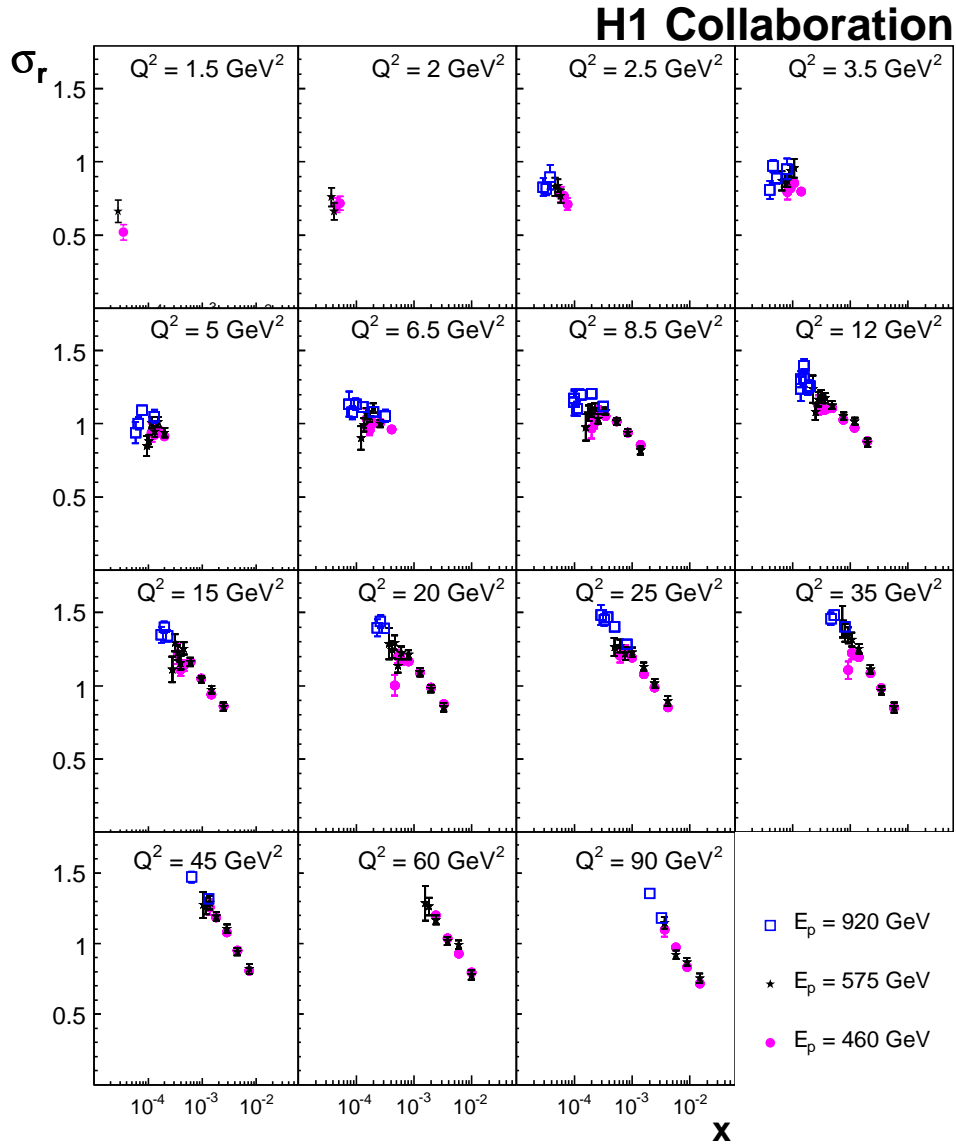 H1 Collaboration
σr
Q² = 1.5 GeV²
Q² = 2 GeV²
Q² = 2.5 GeV²
Q² = 3.5 GeV²
1.5
1
0.5
Q² = 5 GeV²
Q² = 6.5 GeV²
Q² = 8.5 GeV²
Q² = 12 GeV²
1.5
1
0.5
Q² = 15 GeV²
Q² = 20 GeV²
Q² = 25 GeV²
Q² = 35 GeV²
1.5
1
0.5
Q² = 45 GeV²
Q² = 60 GeV²
Q² = 90 GeV²
1.5
1
0.5
Ep = 920 GeV
Ep = 575 GeV
Ep = 460 GeV
10⁻⁴ 10⁻³ 10⁻² 10⁻⁴ 10⁻³ 10⁻² 10⁻⁴ 10⁻³ 10⁻²
x